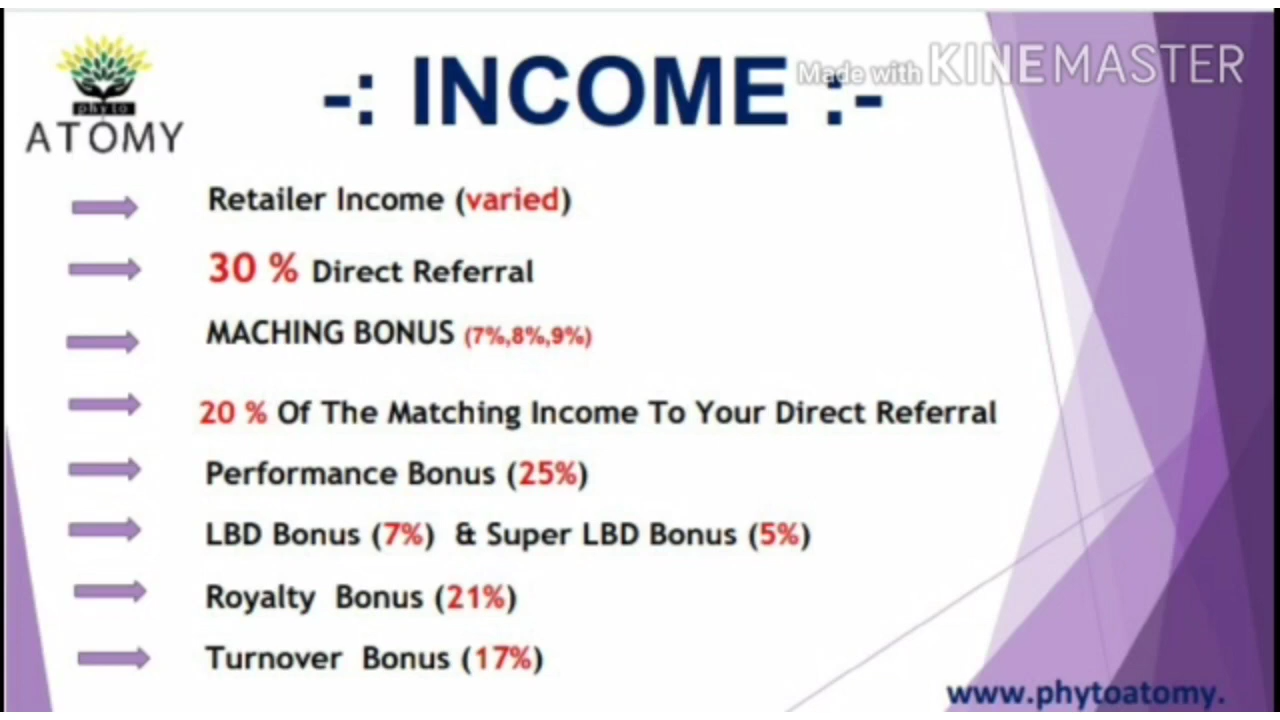 Made with KINEMASTER
-: INCOME :-
phyto
ATOMY
Retailer Income (varied)
30 % Direct Referral
MACHING BONUS (7%,8%,9%)
20 % Of The Matching Income To Your Direct Referral
Performance Bonus (25%)
LBD Bonus (7%) & Super LBD Bonus (5%)
Royalty Bonus (21%)
Turnover Bonus (17%)
www.phytoatomy.